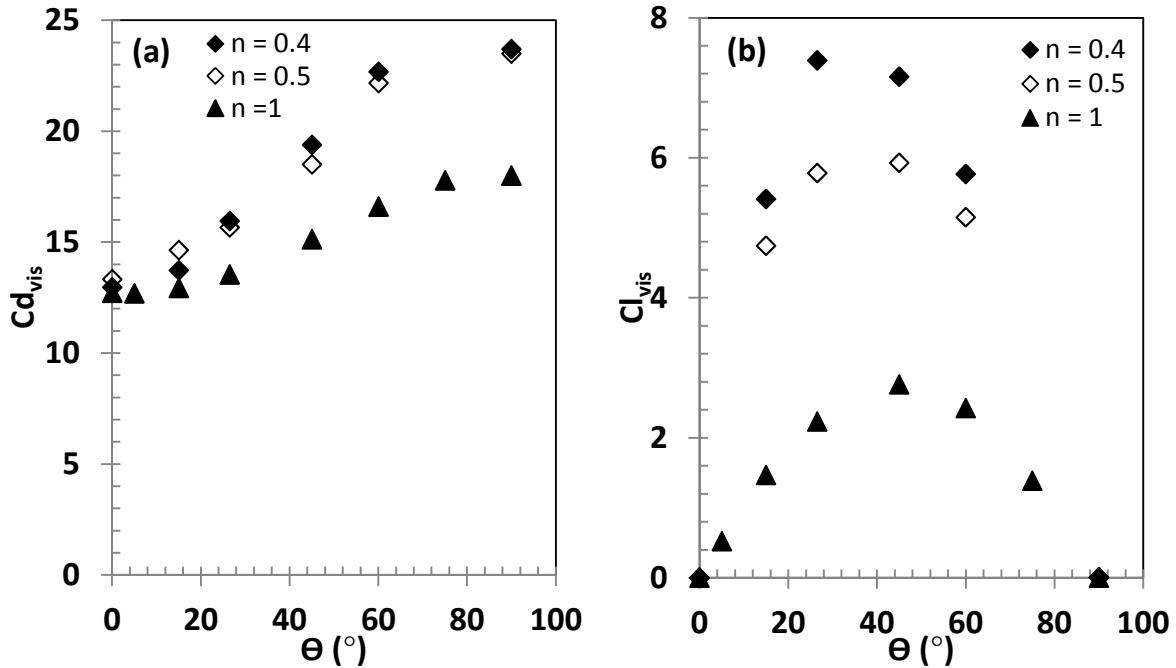 (a)
n = 0.4
n = 0.5
n =1
25
20
15
10
5
0
Cd_vis
0 20 40 60 80 100
Θ (°)
(b)
n = 0.4
n = 0.5
n = 1
8
6
4
2
0
Cl_vis
0 20 40 60 80 100
Θ (°)